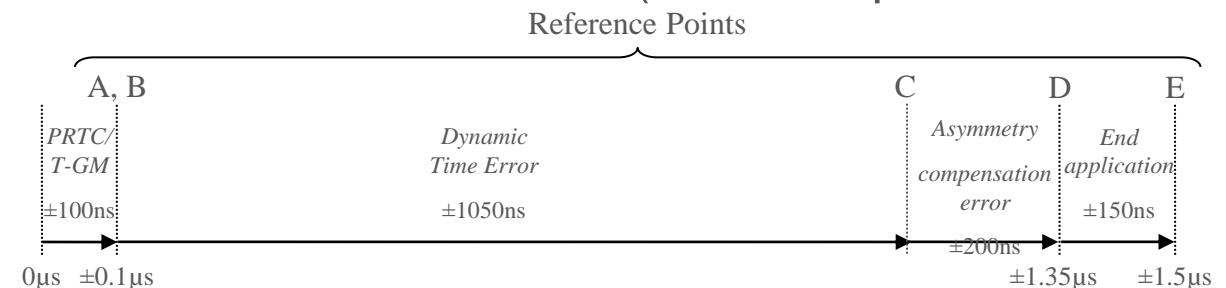 Reference Points
A, B
C
D
E
PRTC/
T-GM
±100ns
Dynamic
Time Error
±1050ns
Asymmetry
compensation
error
±200ns
End
application
±150ns
0µs
±0.1µs
±1.35µs
±1.5µs